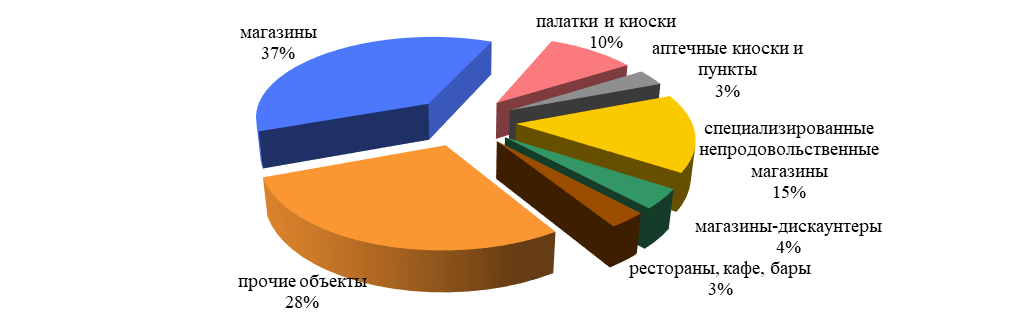 магазины
37%
палатки и киоски
10%
аптечные киоски и
пункты
3%
специализированные
непродовольственные
магазины
15%
магазины-дискаунтеры
4%
рестораны, кафе, бары
3%
прочие объекты
28%